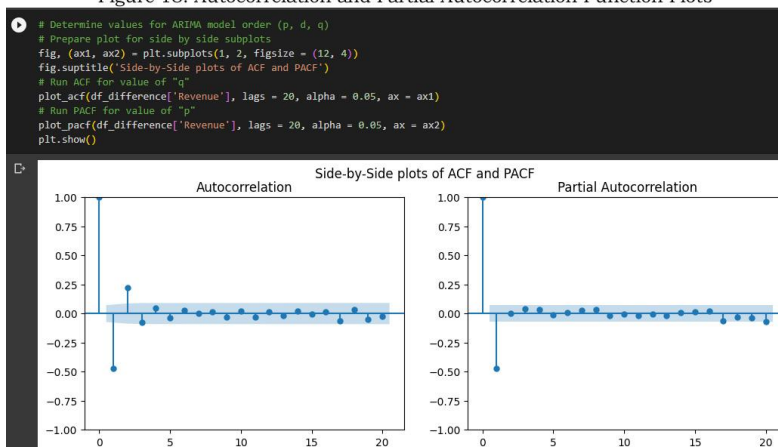 Figure 18: Autocorrelation and Partial Autocorrelation Function Plots
# Determine values for ARIMA model order (p, d, q)
# Prepare plot for side by side subplots
fig, (ax1, ax2) = plt.subplots(1, 2, figsize = (12, 4))
fig.suptitle('Side-by-Side plots of ACF and PACF')
# Run ACF for value of "q"
plot_acf(df_difference['Revenue'], lags = 20, alpha = 0.05, ax = ax1)
# Run PACF for value of "p"
plot_pacf(df_difference['Revenue'], lags = 20, alpha = 0.05, ax = ax2)
plt.show()
Side-by-Side plots of ACF and PACF
Autocorrelation
1.00
0.75
0.50
0.25
0.00
−0.25
−0.50
−0.75
−1.00
0 5 10 15 20
Partial Autocorrelation
1.00
0.75
0.50
0.25
0.00
−0.25
−0.50
−0.75
−1.00
0 5 10 15 20